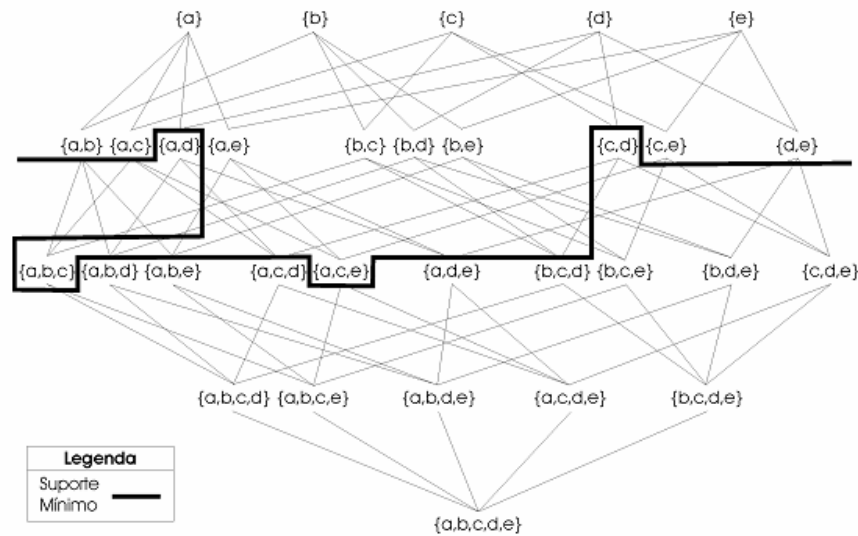 {a} {b} {c} {d} {e}
{a,b} {a,c} {a,d} {a,e} {b,c} {b,d} {b,e} {c,d} {c,e} {d,e}
{a,b,c} {a,b,d} {a,b,e} {a,c,d} {a,c,e} {a,d,e} {b,c,d} {b,c,e} {b,d,e} {c,d,e}
{a,b,c,d} {a,b,c,e} {a,b,d,e} {a,c,d,e} {b,c,d,e}
{a,b,c,d,e}
Legenda
Suporte
Mínimo